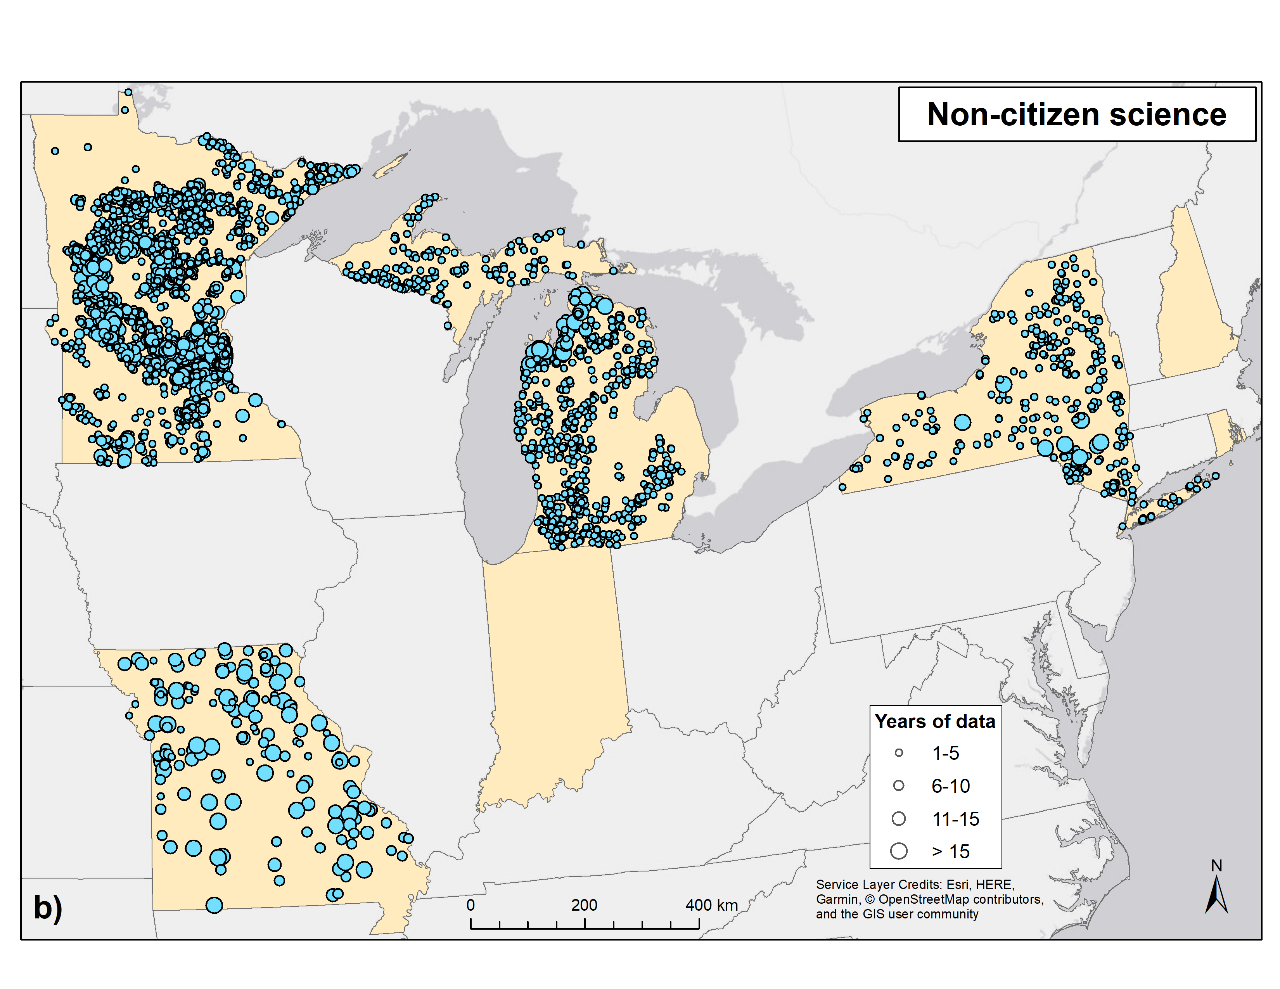 Non-citizen science
Years of data
1-5
6-10
11-15
> 15
Service Layer Credits: Esri, HERE,
Garmin, © OpenStreetMap contributors,
and the GIS user community
N
0 200 400 km
b)